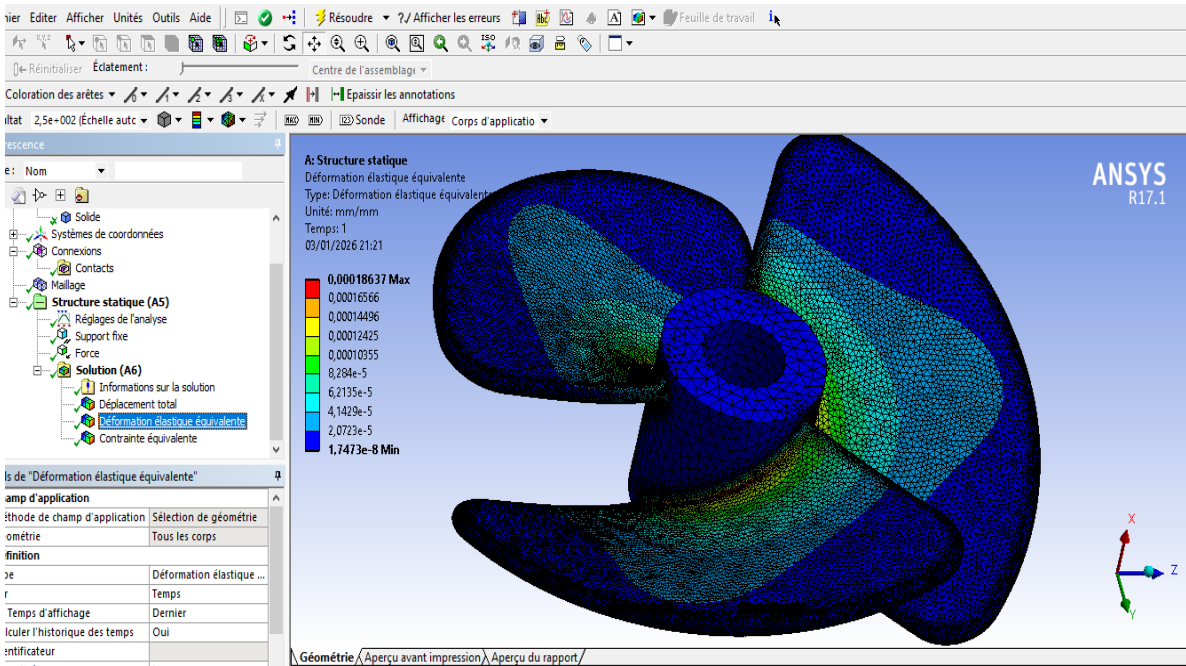 Editer Afficher Unités Outils Aide Résoudre ?./ Afficher les erreurs Feuille de travail
Réinitialiser Éclatement : Centre de l'assemblage
Coloration des arêtes Epaissir les annotations
2,5e+002 (Échelle autc MAX MIN Sonde Affichage Corps d'applicatio
Nom
Solide
Systèmes de coordonnées
Connexions
Contacts
Maillage
Structure statique (A5)
Réglages de l'analyse
Support fixe
Force
Solution (A6)
Informations sur la solution
Déplacement total
Déformation élastique équivalente
Contrainte équivalente
ls de "Déformation élastique équivalente"
amp d'application
éthode de champ d'application Sélection de géométrie
ométrie Tous les corps
finition
pe Déformation élastique ...
r Temps
Temps d'affichage Dernier
lculer l'historique des temps Oui
entificateur
A: Structure statique
Déformation élastique équivalente
Type: Déformation élastique équivalente
Unité: mm/mm
Temps: 1
03/01/2026 21:21
0,00018637 Max
0,00016566
0,00014496
0,00012425
0,00010355
8,284e-5
6,2135e-5
4,1429e-5
2,0723e-5
1,7473e-8 Min
ANSYS
R17.1
X
Z
Y
Géométrie Aperçu avant impression Aperçu du rapport